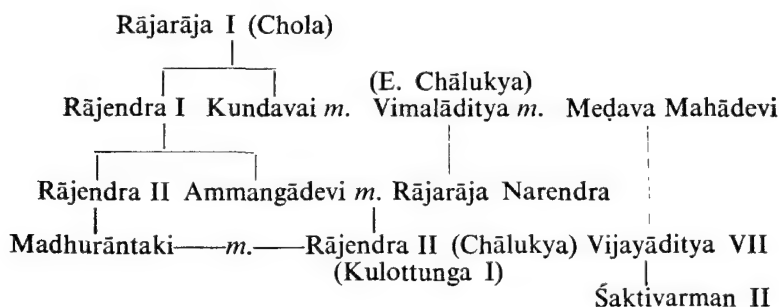 Rājarāja I (Chola)
(E. Chālukya)
Rājendra I Kundavai m. Vimalāditya m. Meḍava Mahādevi
Rājendra II Ammangādevi m. Rājarāja Narendra
Madhurāntaki——m.——Rājendra II (Chālukya) Vijayāditya VII
(Kulottunga I)
Śaktivarman II